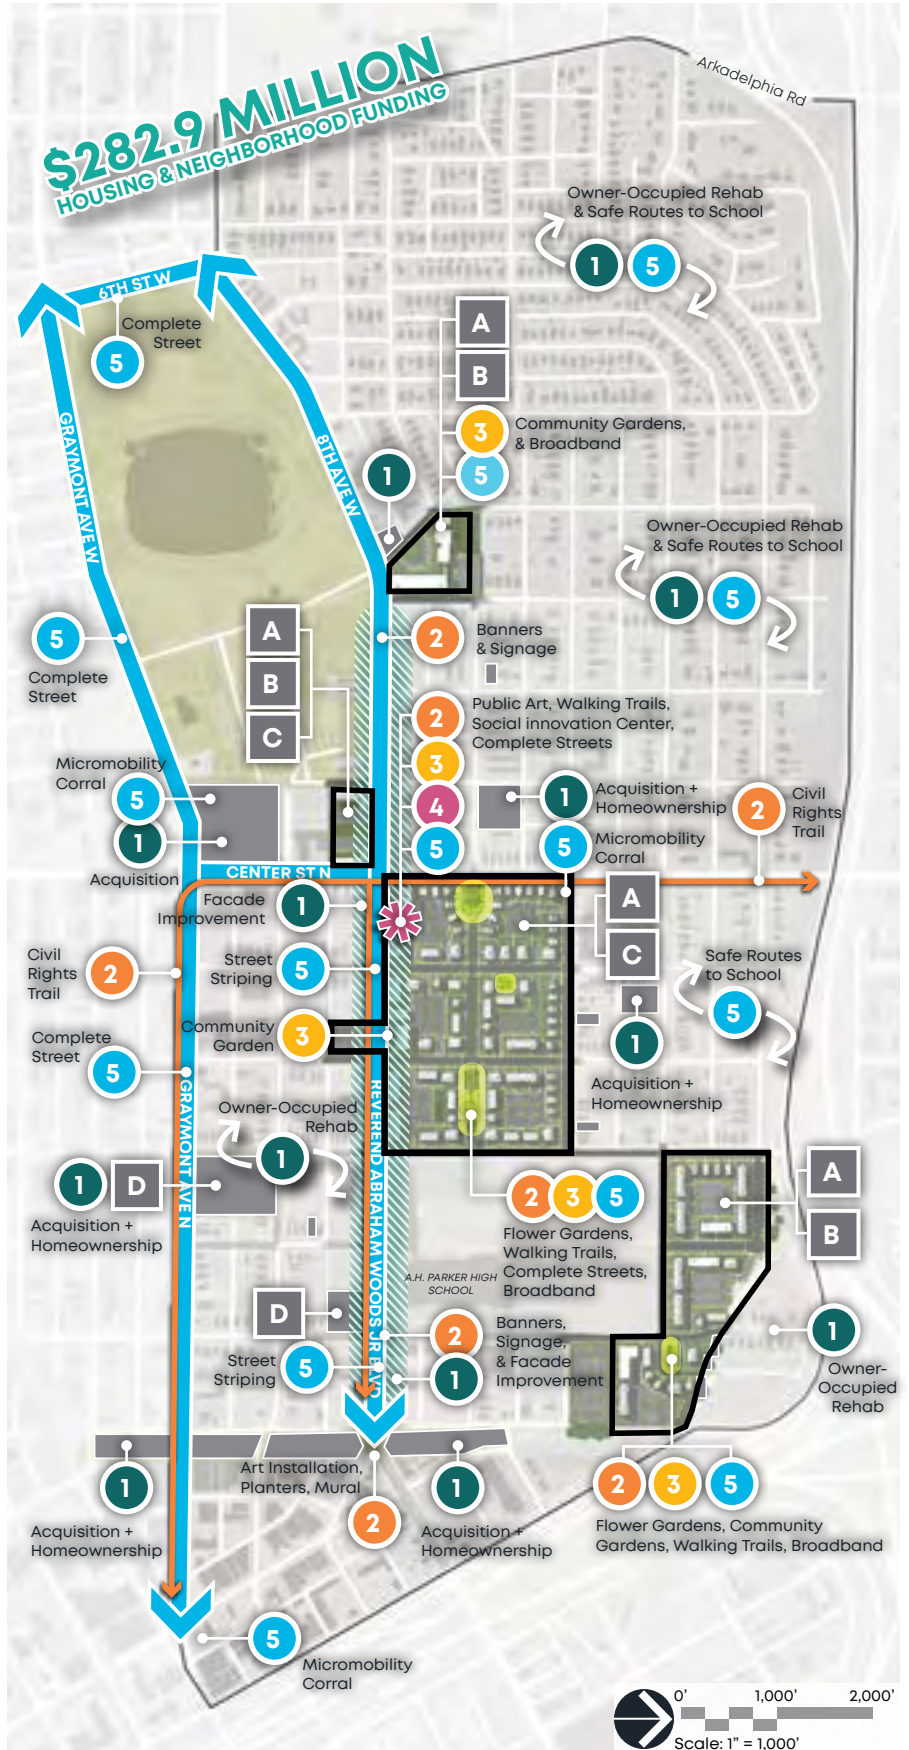 $282.9 MILLION
HOUSING & NEIGHBORHOOD FUNDING
Arkadelphia Rd
Owner-Occupied Rehab
& Safe Routes to School
1
5
6TH ST W
Complete
Street
5
A
B
3
Community Gardens,
& Broadband
5
1
GRAYMONT AVE W
8TH AVE W
Owner-Occupied Rehab
& Safe Routes to School
1
5
5
Complete
Street
A
B
C
2
Banners
& Signage
2
Public Art, Walking Trails,
Social innovation Center,
Complete Streets
3
4
5
Micromobility
Corral
5
1
Acquisition
1
Acquisition +
Homeownership
2
Civil
Rights
Trail
5
Micromobility
Corral
CENTER ST N
Facade
Improvement
1
A
C
Civil
Rights
Trail
2
Street
Striping
5
Safe Routes
to School
5
Community
Garden
3
Complete
Street
5
1
Acquisition +
Homeownership
GRAYMONT AVE N
REVEREND ABRAHAM WOODS JR BLVD
Owner-Occupied
Rehab
1
1
D
Acquisition +
Homeownership
2
3
5
Flower Gardens,
Walking Trails,
Complete Streets,
Broadband
A
B
A.H. PARKER HIGH
SCHOOL
D
Street
Striping
5
2
1
Banners,
Signage,
& Facade
Improvement
1
Owner-
Occupied
Rehab
1
Acquisition +
Homeownership
Art Installation,
Planters, Mural
2
1
Acquisition +
Homeownership
2
3
5
Flower Gardens, Community
Gardens, Walking Trails, Broadband
5
Micromobility
Corral
0'
1,000'
2,000'
Scale: 1" = 1,000'